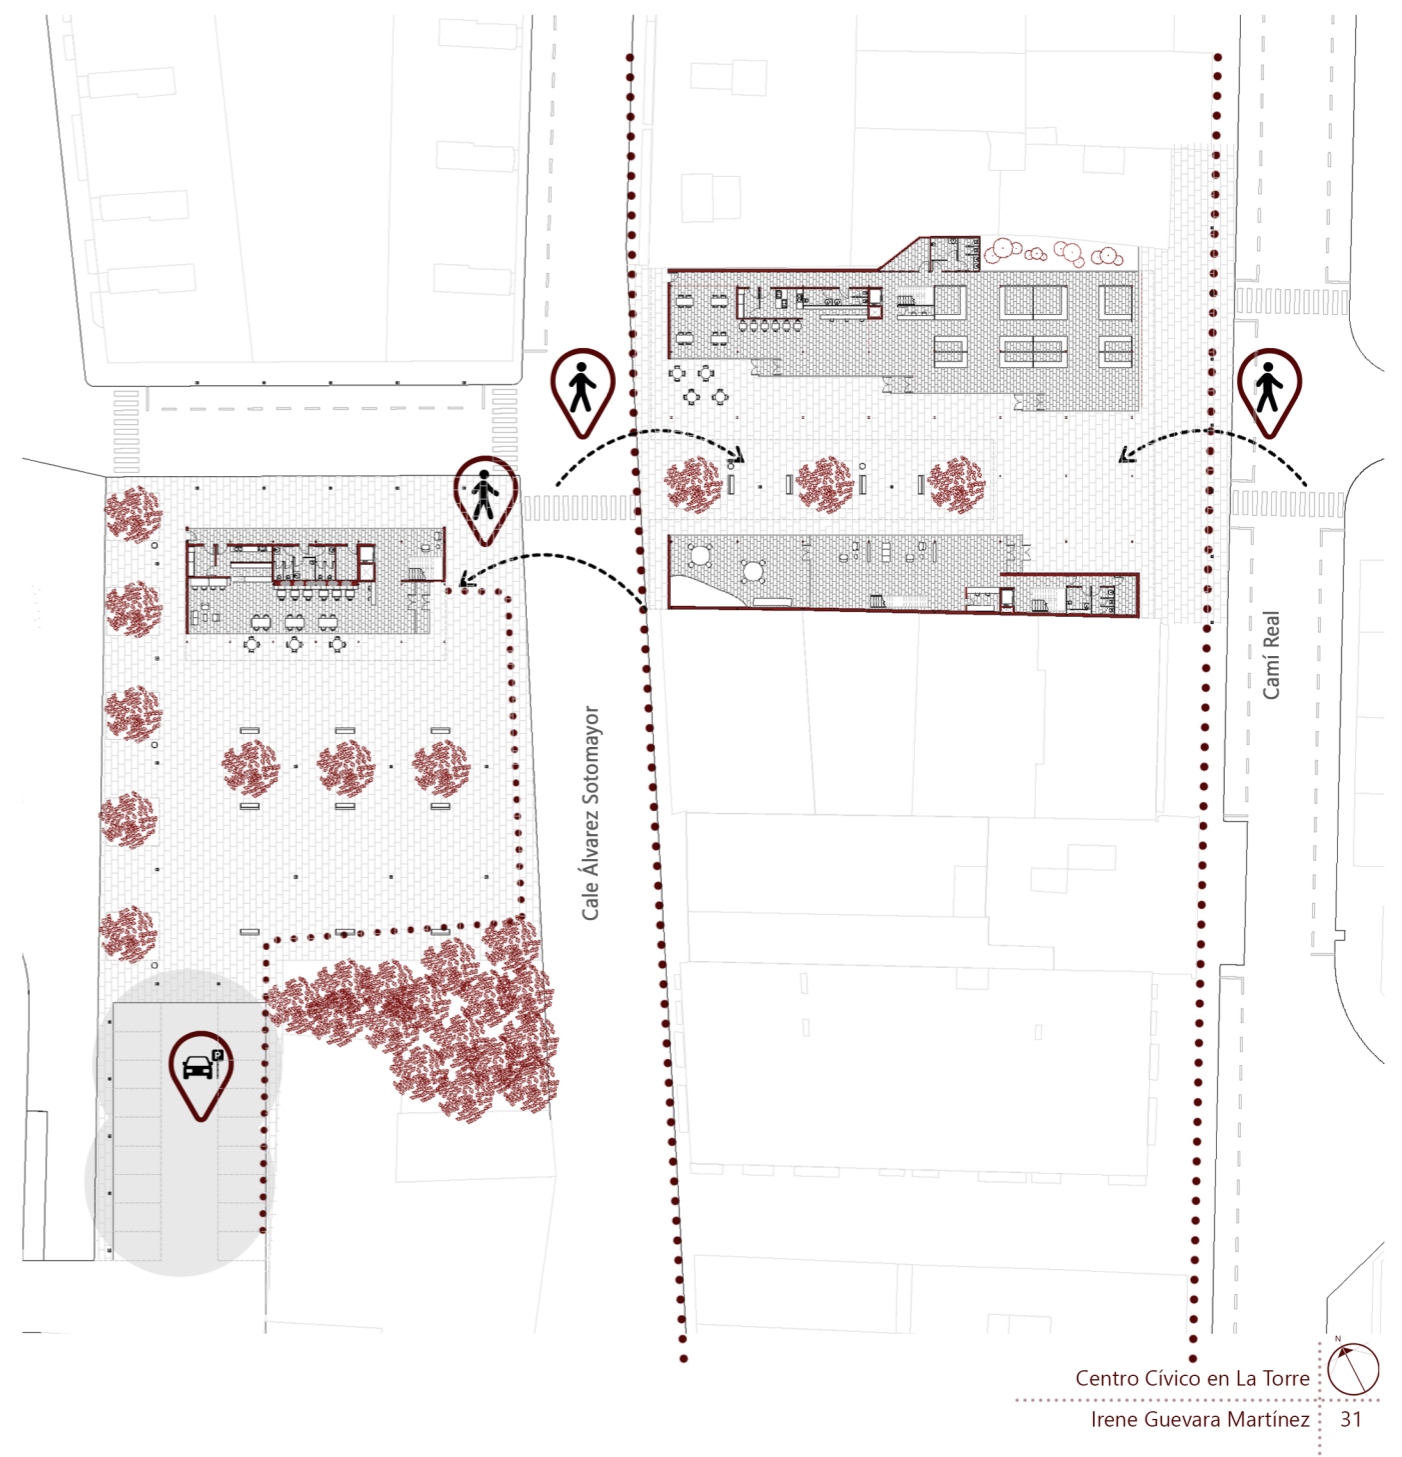 P
Camí Real
Cale Álvarez Sotomayor
N
Centro Cívico en La Torre
Irene Guevara Martínez
31